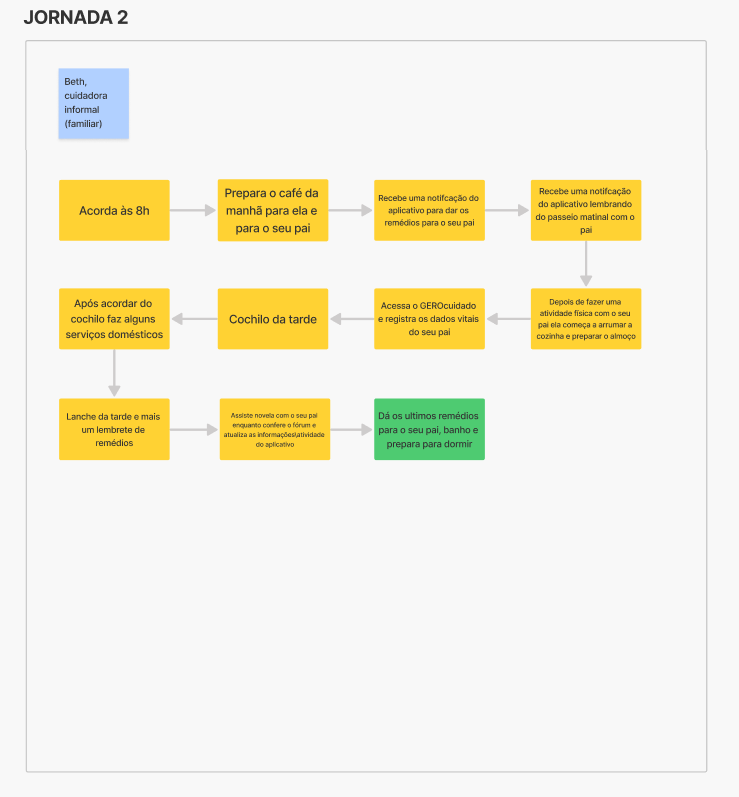 JORNADA 2
Beth,
cuidadora
informal
(familiar)
Acorda às 8h
Prepara o café da
manhã para ela e
para o seu pai
Recebe uma notifcação do
aplicativo para dar os
remédios para o seu pai
Recebe uma notifcação
do aplicativo lembrando
do passeio matinal com o
pai
Depois de fazer uma
atividade física com o seu
pai ela começa a arrumar a
cozinha e preparar o almoço
Acessa o GEROcuidado
e registra os dados vitais
do seu pai
Cochilo da tarde
Após acordar do
cochilo faz alguns
serviços domésticos
Lanche da tarde e mais
um lembrete de
remédios
Assiste novela com o seu pai
enquanto confere o fórum e
atualiza as informações\atividade
do aplicativo
Dá os ultimos remédios
para o seu pai, banho e
prepara para dormir